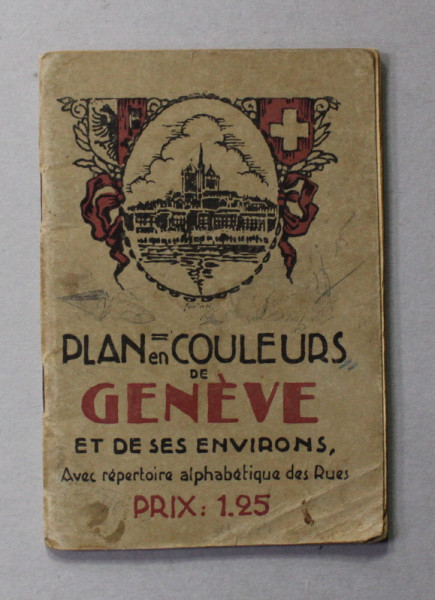 PLAN en COULEURS
DE
GENÈVE
ET DE SES ENVIRONS,
Avec répertoire alphabétique des Rues
PRIX: 1.25